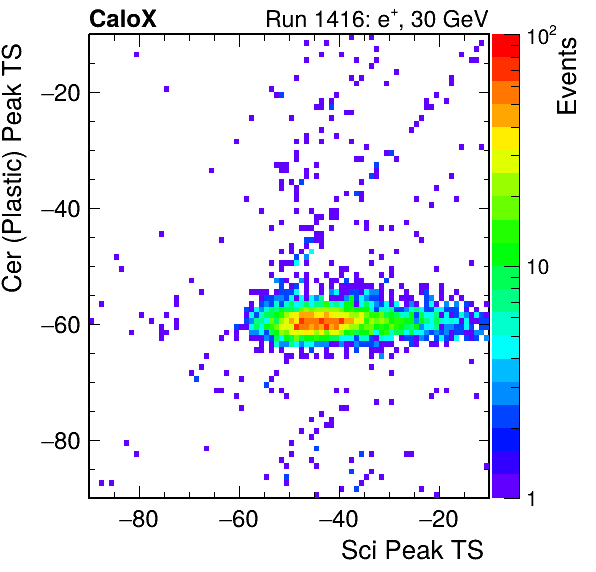 CaloX Run 1416: e⁺, 30 GeV
Cer (Plastic) Peak TS
−20
−40
−60
−80
−80 −60 −40 −20
Sci Peak TS
10²
10
1
Events